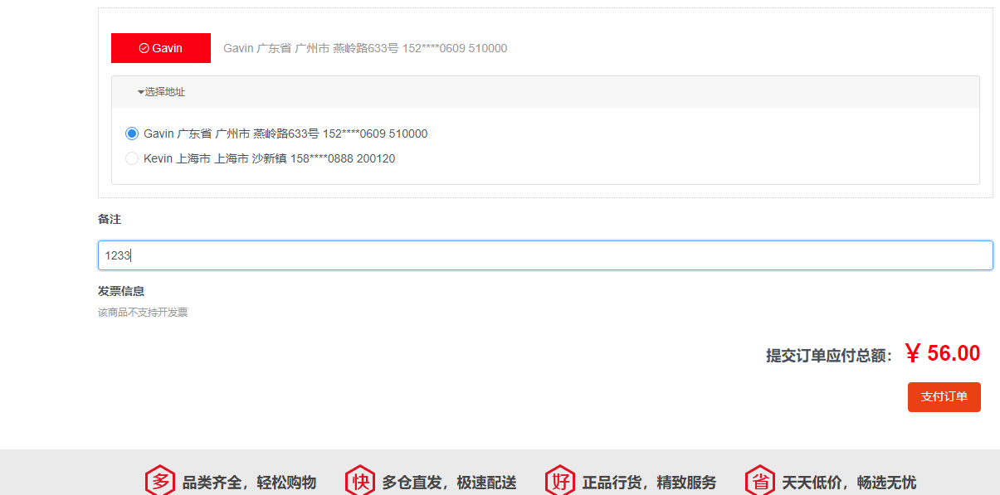 Gavin Gavin 广东省 广州市 燕岭路633号 152****0609 510000
选择地址
Gavin 广东省 广州市 燕岭路633号 152****0609 510000
Kevin 上海市 上海市 沙新镇 158****0888 200120
备注
1233
发票信息
该商品不支持开发票
提交订单应付总额： ￥ 56.00
支付订单
多 品类齐全，轻松购物 快 多仓直发，极速配送 好 正品行货，精致服务 省 天天低价，畅选无忧